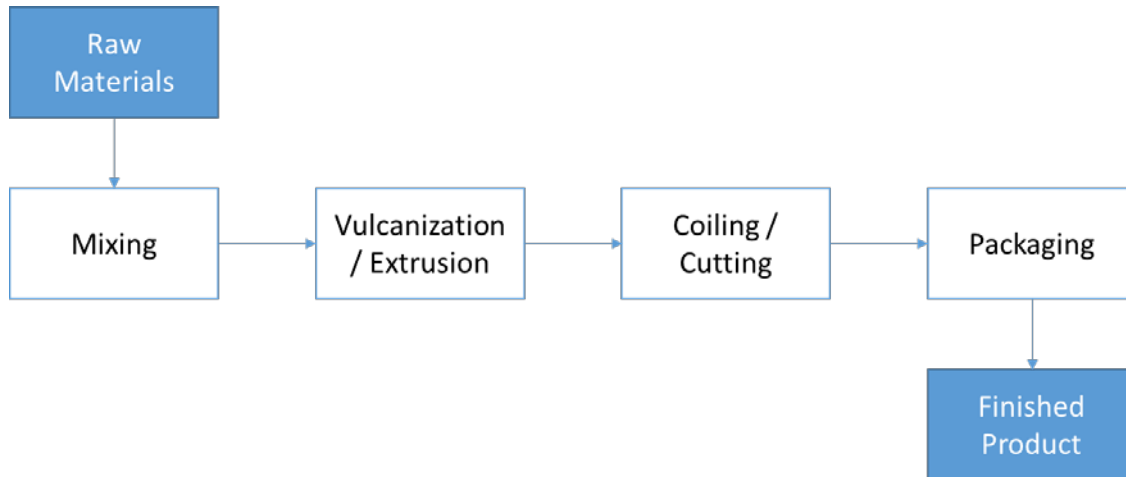 Raw
Materials
Mixing
Vulcanization
/ Extrusion
Coiling /
Cutting
Packaging
Finished
Product